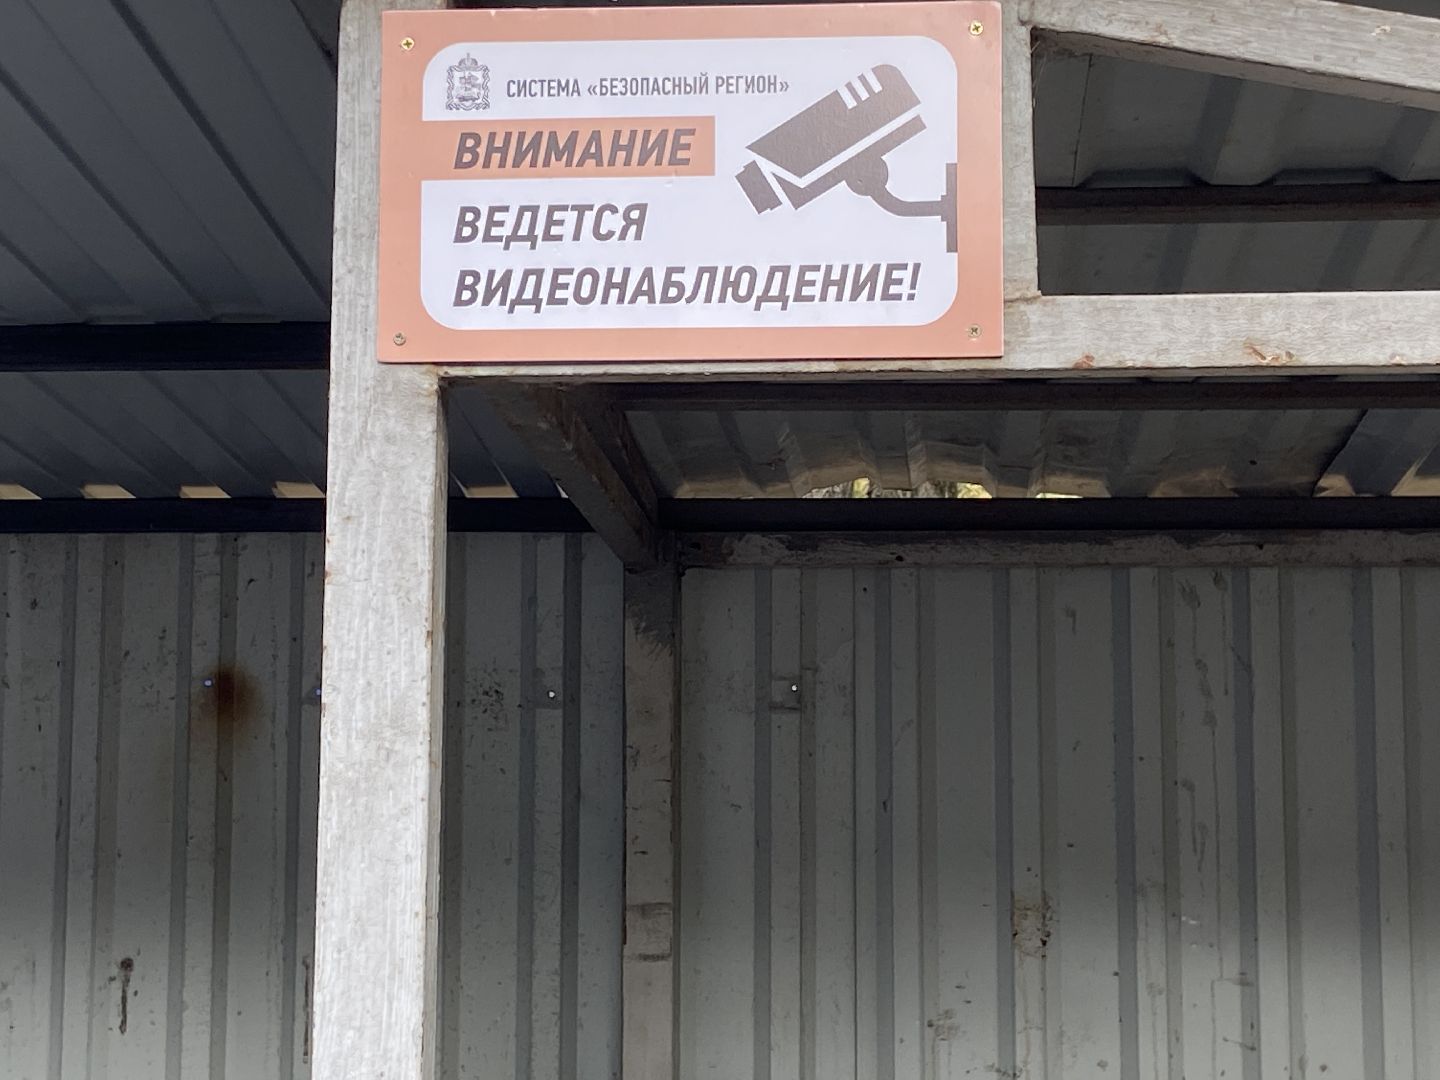 СИСТЕМА «БЕЗОПАСНЫЙ РЕГИОН»
ВНИМАНИЕ
ВЕДЕТСЯ
ВИДЕОНАБЛЮДЕНИЕ!